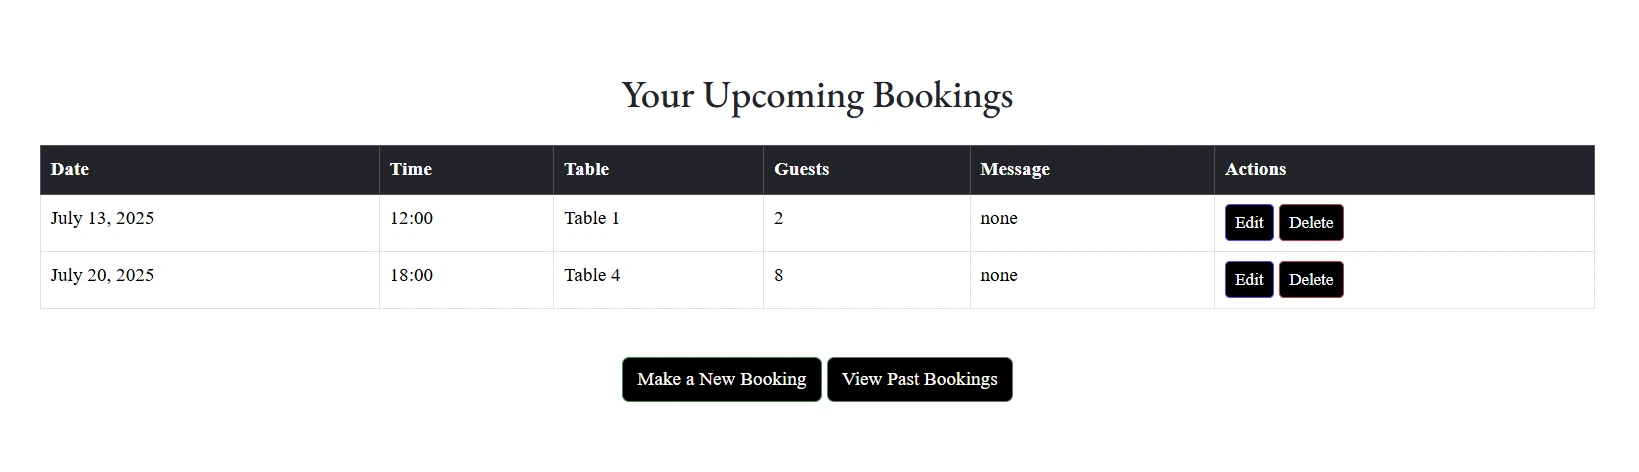 Your Upcoming Bookings
Date Time Table Guests Message Actions
July 13, 2025 12:00 Table 1 2 none Edit Delete
July 20, 2025 18:00 Table 4 8 none Edit Delete
Make a New Booking View Past Bookings